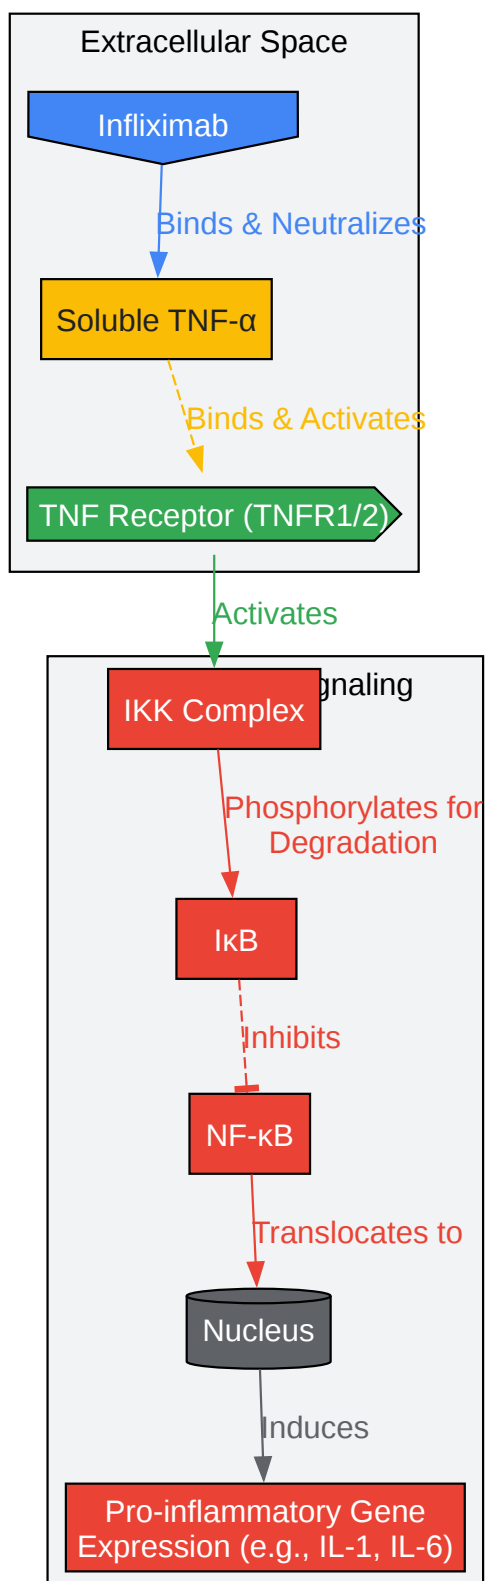 Extracellular Space
Infliximab
Binds & Neutralizes
Soluble TNF-α
Binds & Activates
TNF Receptor (TNFR1/2)
Activates
gnaling
IKK Complex
Phosphorylates for
Degradation
IκB
Inhibits
NF-κB
Translocates to
Nucleus
Induces
Pro-inflammatory Gene
Expression (e.g., IL-1, IL-6)